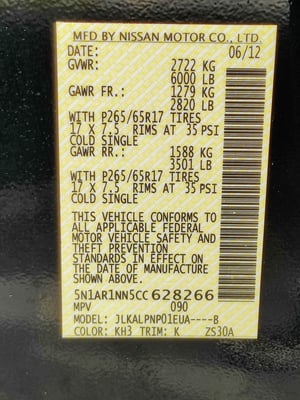 MFD BY NISSAN MOTOR CO., LTD.
DATE: 06/12
GVWR: 2722 KG
6000 LB
GAWR FR.: 1279 KG
2820 LB
WITH P265/65R17 TIRES
17 X 7.5 RIMS AT 35 PSI
COLD SINGLE
GAWR RR.: 1588 KG
3501 LB
WITH P265/65R17 TIRES
17 X 7.5 RIMS AT 35 PSI
COLD SINGLE
THIS VEHICLE CONFORMS TO
ALL APPLICABLE FEDERAL
MOTOR VEHICLE SAFETY AND
THEFT PREVENTION
STANDARDS IN EFFECT ON
THE DATE OF MANUFACTURE
SHOWN ABOVE.
5N1AR1NN5CC628266
MPV 090
MODEL: JLKALPNP01EUA----B
COLOR: KH3 TRIM: K ZS30A